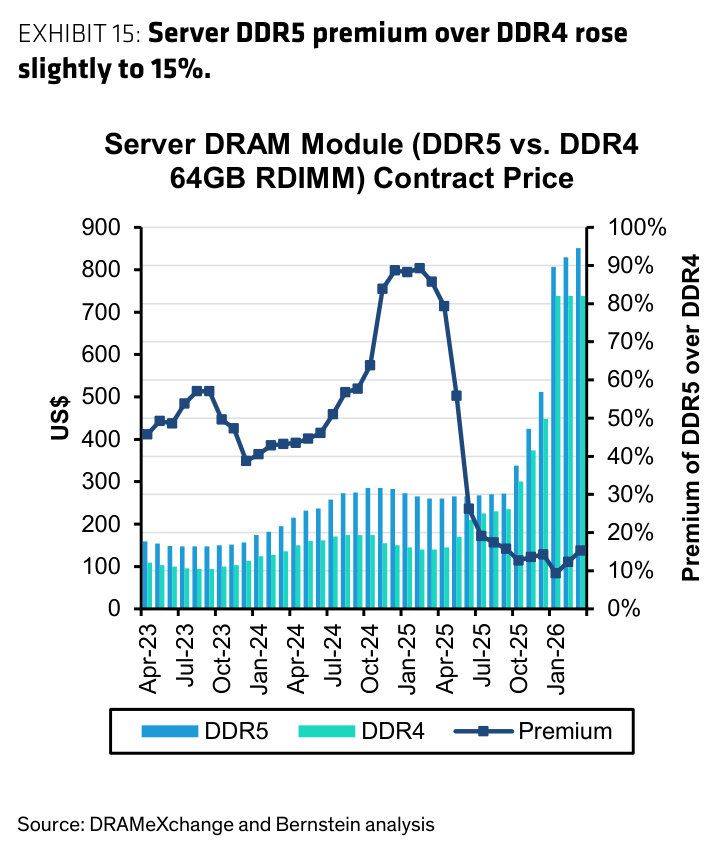 EXHIBIT 15: Server DDR5 premium over DDR4 rose
slightly to 15%.
Server DRAM Module (DDR5 vs. DDR4
64GB RDIMM) Contract Price
US$
900
800
700
600
500
400
300
200
100
0
100%
90%
80%
70%
60%
50%
40%
30%
20%
10%
0%
Premium of DDR5 over DDR4
Apr-23
Jul-23
Oct-23
Jan-24
Apr-24
Jul-24
Oct-24
Jan-25
Apr-25
Jul-25
Oct-25
Jan-26
DDR5 DDR4 Premium
Source: DRAMeXchange and Bernstein analysis